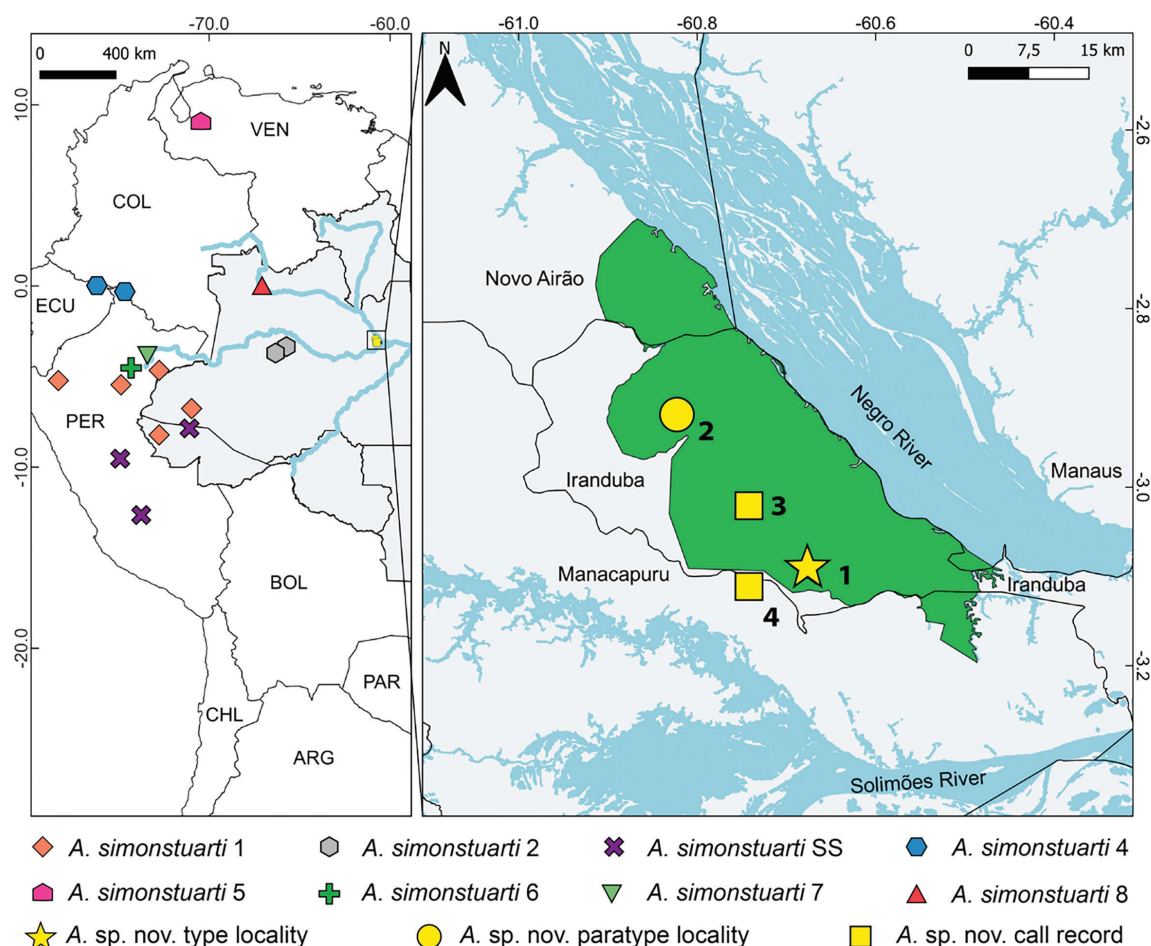 -70.0 -60.0
0 400 km
10.0
0.0
-10.0
-20.0
VEN
COL
ECU
PER
BOL
PAR
CHL
ARG
-61.0 -60.8 -60.6 -60.4
N
0 7,5 15 km
-2.6
-2.8
-3.0
-3.2
Novo Airão
Negro River
2
Manaus
Iranduba
3
Manacapuru
1
Iranduba
4
Solimões River
A. simonstuarti 1 A. simonstuarti 2 A. simonstuarti SS A. simonstuarti 4
A. simonstuarti 5 A. simonstuarti 6 A. simonstuarti 7 A. simonstuarti 8
A. sp. nov. type locality A. sp. nov. paratype locality A. sp. nov. call record